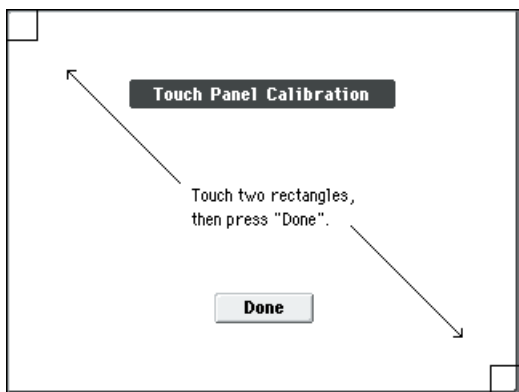 Touch Panel Calibration
Touch two rectangles,
then press "Done".
Done